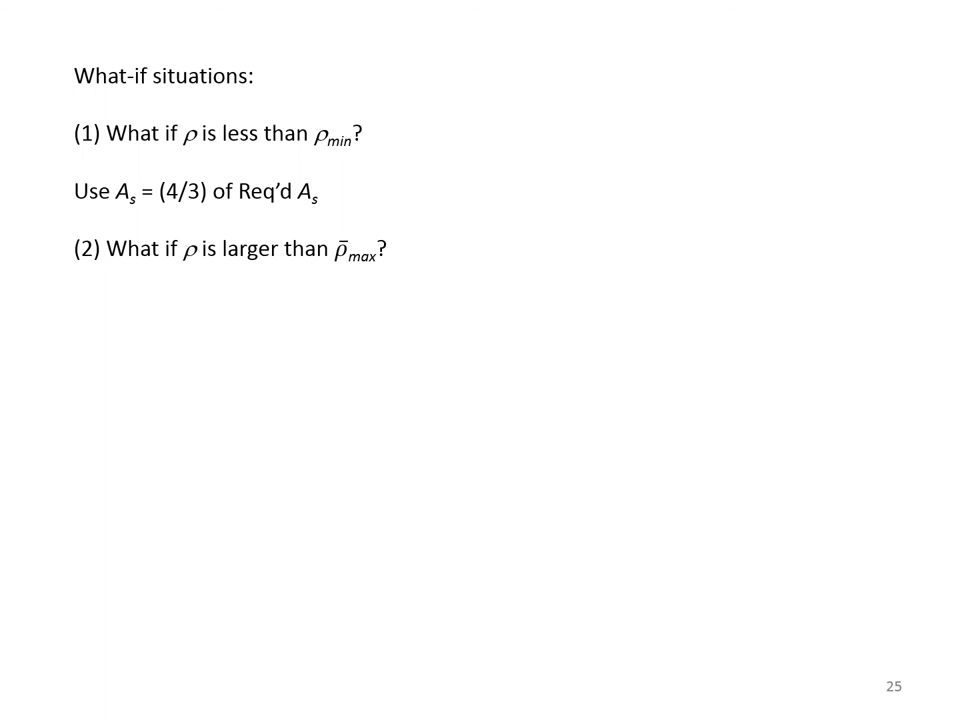 What-if situations:
(1) What if ρ is less than ρmin?
Use As = (4/3) of Req’d As
(2) What if ρ is larger than ρ̄max?
25